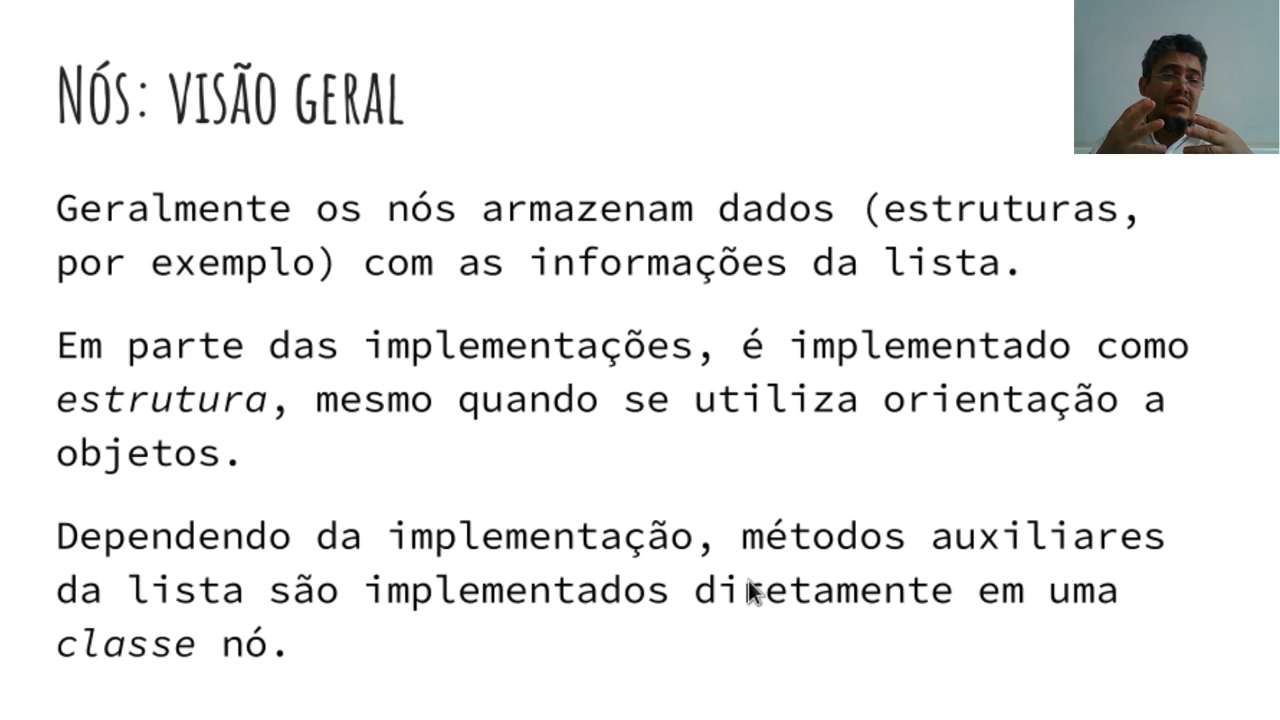 Nós: visão geral
Geralmente os nós armazenam dados (estruturas,
por exemplo) com as informações da lista.
Em parte das implementações, é implementado como
estrutura, mesmo quando se utiliza orientação a
objetos.
Dependendo da implementação, métodos auxiliares
da lista são implementados diretamente em uma
classe nó.